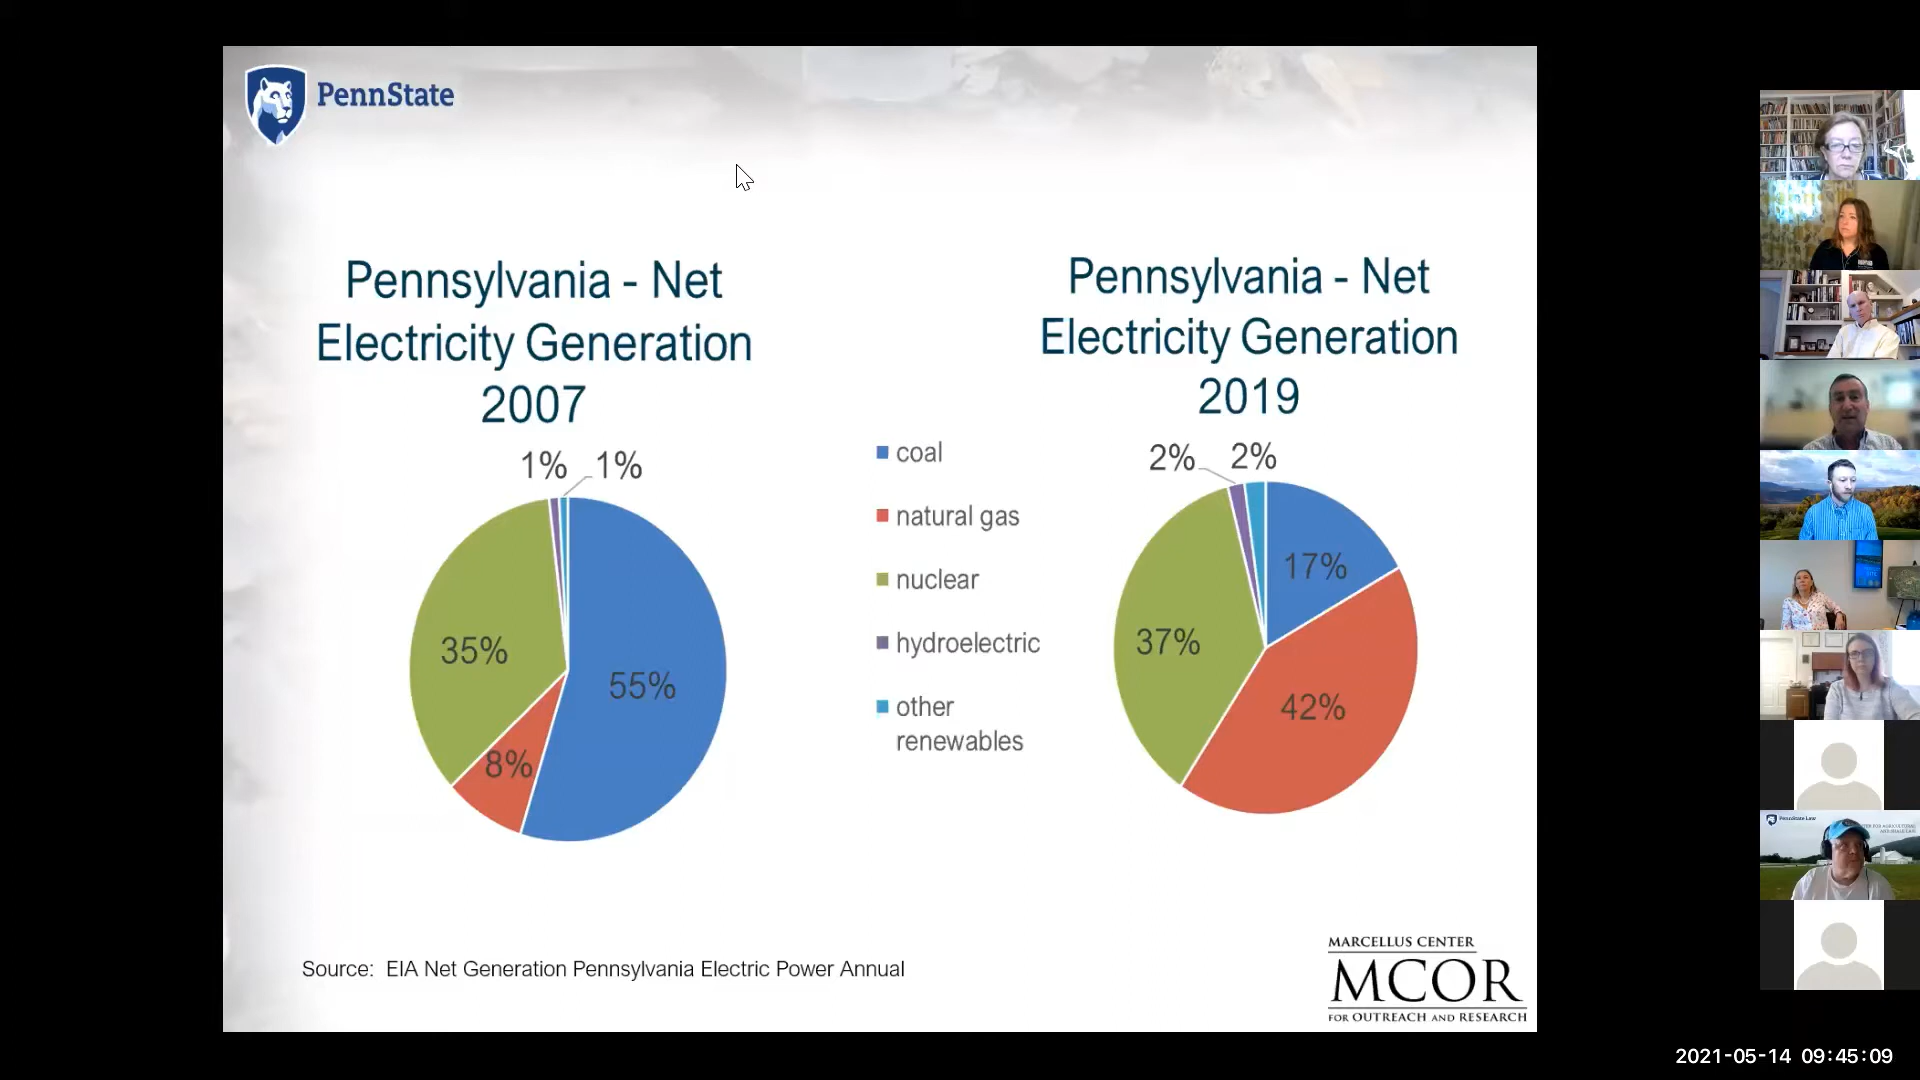 PennState
Pennsylvania - Net
Electricity Generation
2007
1%
1%
35%
55%
8%
coal
natural gas
nuclear
hydroelectric
other
renewables
Pennsylvania - Net
Electricity Generation
2019
2%
2%
17%
37%
42%
Source: EIA Net Generation Pennsylvania Electric Power Annual
MARCELLUS CENTER
MCOR
FOR OUTREACH AND RESEARCH
PennState Law
2021-05-14 09:45:09